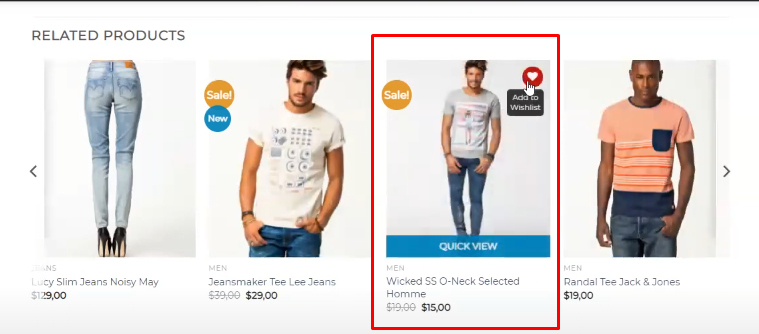 RELATED PRODUCTS
Sale!
New
Sale!
Add to
Wishlist
QUICK VIEW
JEANS
Lucy Slim Jeans Noisy May
$129,00
MEN
Jeansmaker Tee Lee Jeans
$39,00 $29,00
MEN
Wicked SS O-Neck Selected
Homme
$19,00 $15,00
MEN
Randal Tee Jack & Jones
$19,00